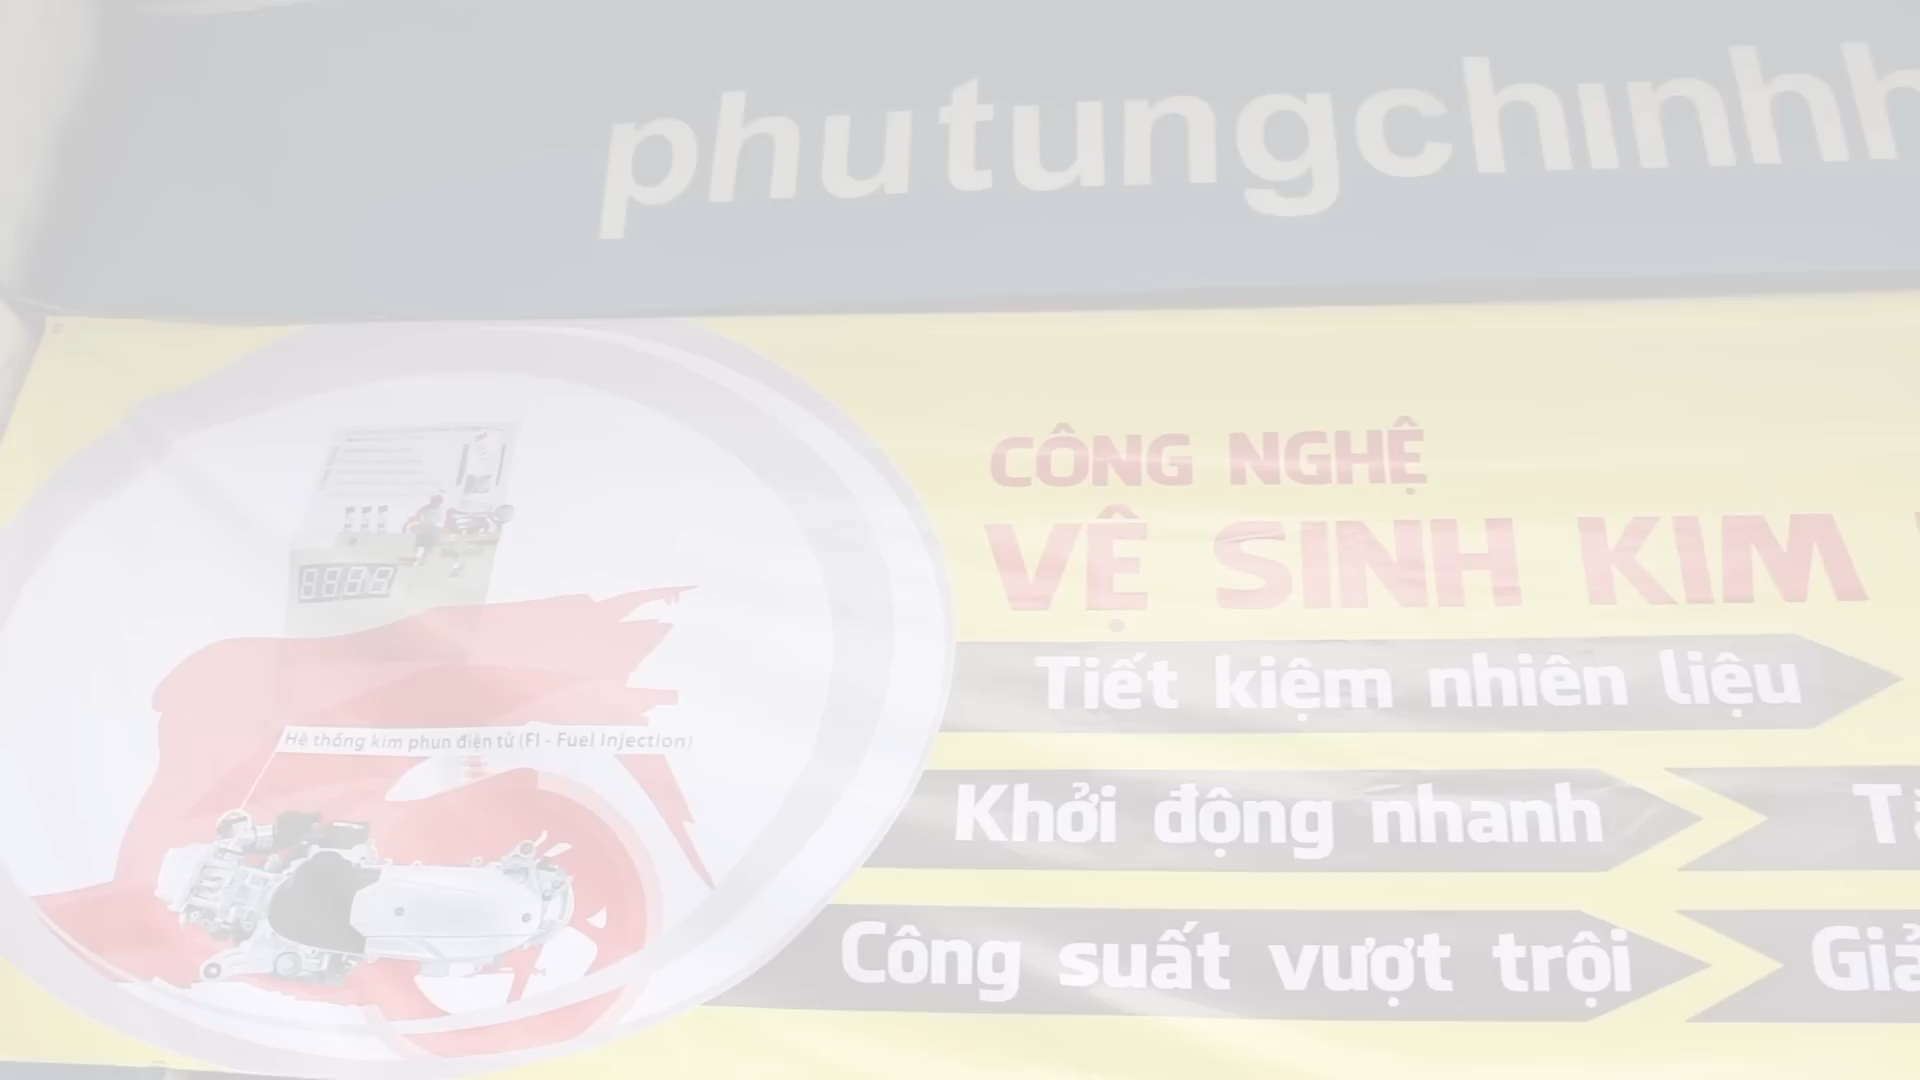 phutungchinhh
CÔNG NGHỆ
VỆ SINH KIM
Tiết kiệm nhiên liệu
Khởi động nhanh
Công suất vượt trội
Hệ thống kim phun điện tử (FI - Fuel Injection)